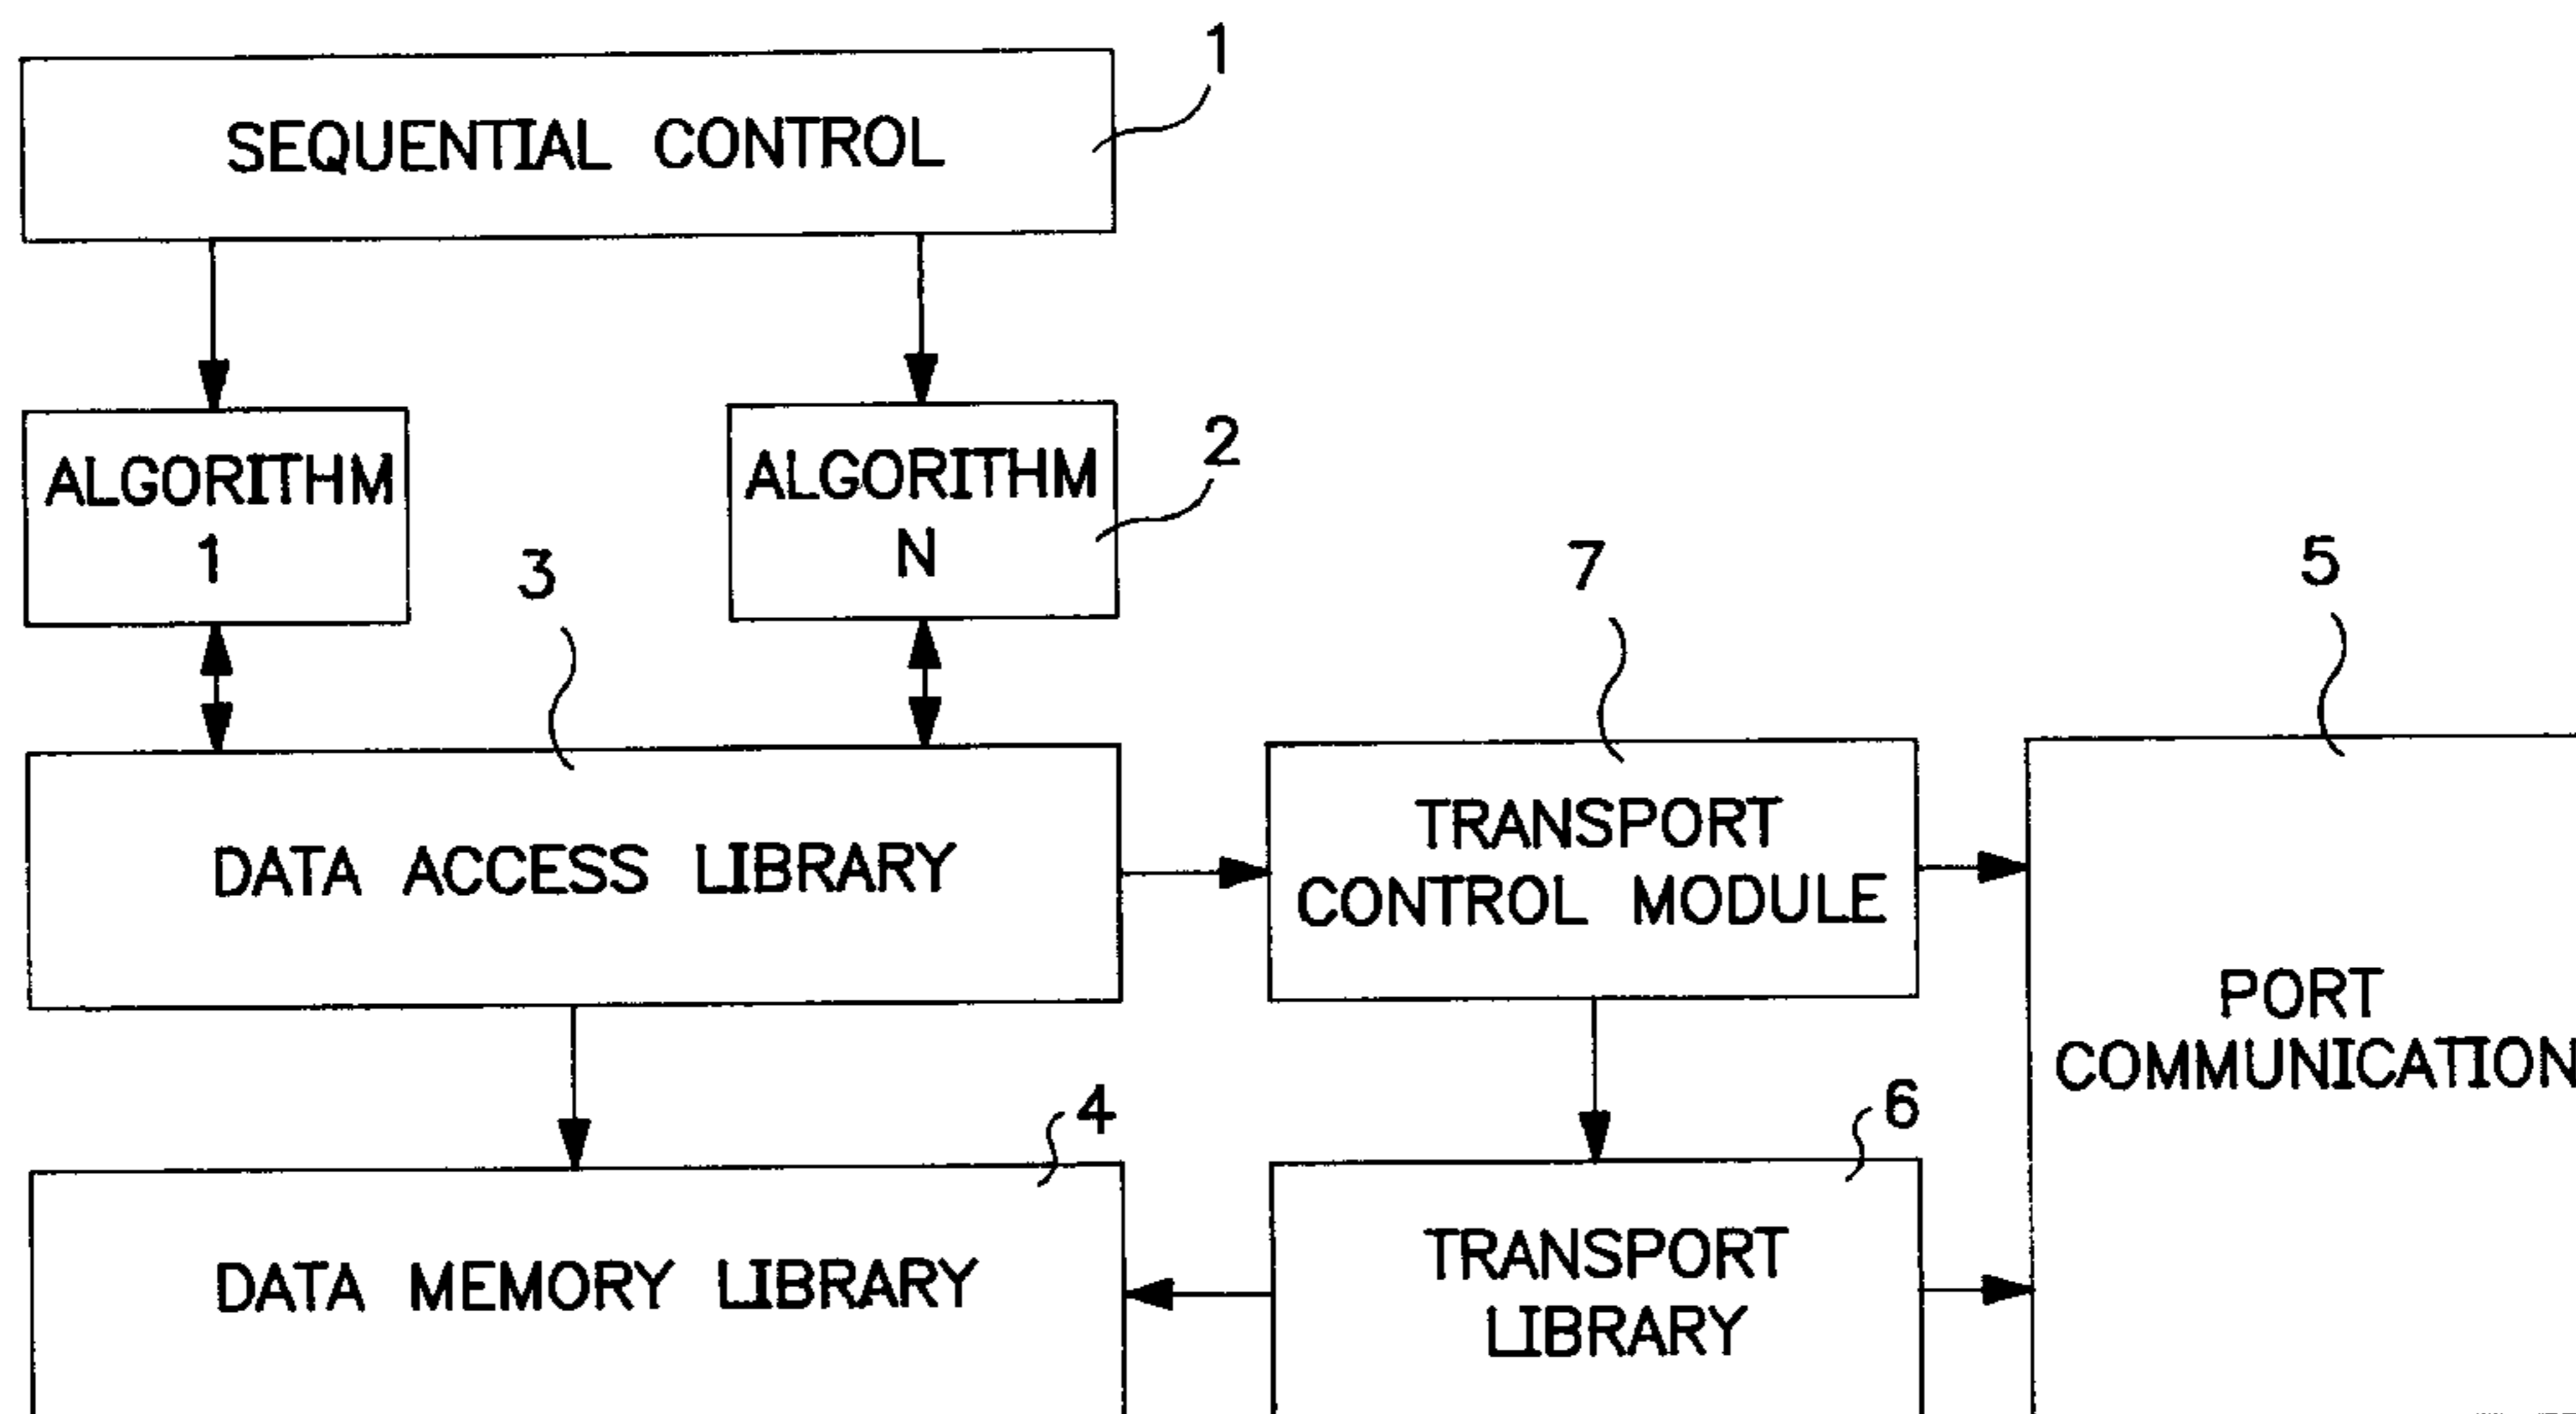 1
SEQUENTIAL CONTROL
ALGORITHM
1
ALGORITHM
N
2
3
7
5
DATA ACCESS LIBRARY
TRANSPORT
CONTROL MODULE
PORT
COMMUNICATION
4
6
DATA MEMORY LIBRARY
TRANSPORT
LIBRARY